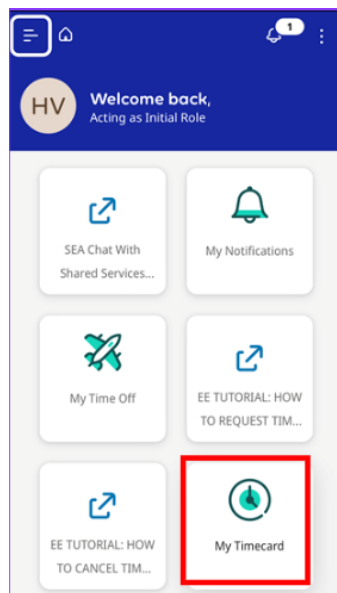 1
HV
Welcome back,
Acting as Initial Role
SEA Chat With
Shared Services...
My Notifications
My Time Off
EE TUTORIAL: HOW
TO REQUEST TIM...
EE TUTORIAL: HOW
TO CANCEL TIM...
My Timecard